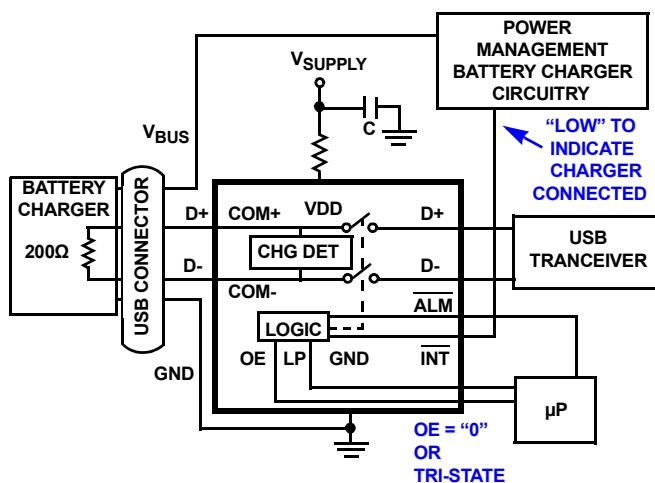 POWER
MANAGEMENT
BATTERY CHARGER
CIRCUITRY
VSUPPLY
C
"LOW" TO
INDICATE
CHARGER
CONNECTED
VBUS
BATTERY
CHARGER
200Ω
USB CONNECTOR
D+
D-
GND
COM+
VDD
CHG DET
COM-
LOGIC
OE
LP
GND
D+
D-
ALM
INT
USB
TRANCEIVER
µP
OE = "0"
OR
TRI-STATE